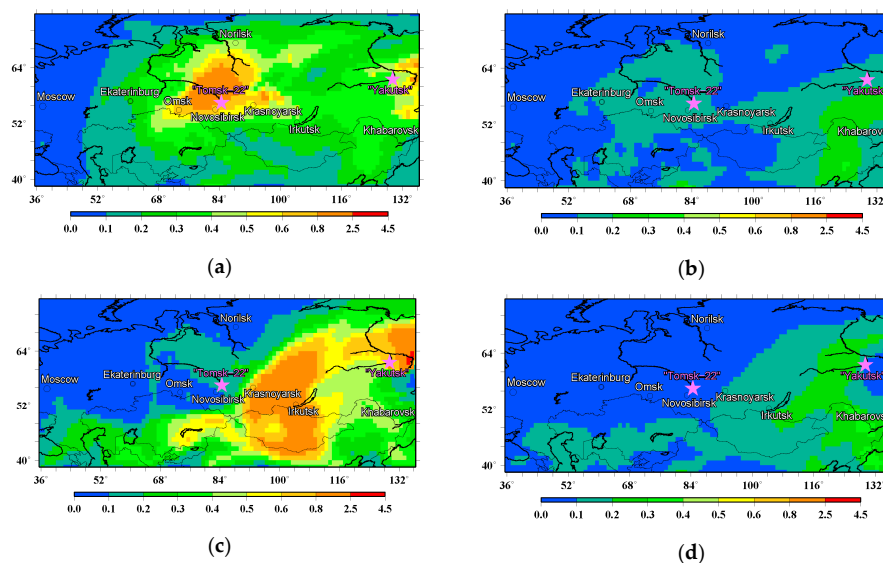 Norilsk
64°
"Tomsk-22"
"Yakutsk"
Moscow
Ekaterinburg
Omsk
Krasnoyarsk
52°
Novosibirsk
Irkutsk
Khabarovsk
40°
36° 52° 68° 84° 100° 116° 132°
0.0 0.1 0.2 0.3 0.4 0.5 0.6 0.8 2.5 4.5
(a)
Norilsk
64°
"Tomsk-22"
"Yakutsk"
Moscow
Ekaterinburg
Omsk
Krasnoyarsk
52°
Novosibirsk
Irkutsk
Khabarovsk
40°
36° 52° 68° 84° 100° 116° 132°
0.0 0.1 0.2 0.3 0.4 0.5 0.6 0.8 2.5 4.5
(b)
Norilsk
64°
"Tomsk-22"
"Yakutsk"
Moscow
Ekaterinburg
Omsk
Krasnoyarsk
52°
Novosibirsk
Irkutsk
Khabarovsk
40°
36° 52° 68° 84° 100° 116° 132°
0.0 0.1 0.2 0.3 0.4 0.5 0.6 0.8 2.5 4.5
(c)
Norilsk
64°
"Tomsk-22"
"Yakutsk"
Moscow
Ekaterinburg
Omsk
Krasnoyarsk
52°
Novosibirsk
Irkutsk
Khabarovsk
40°
36° 52° 68° 84° 100° 116° 132°
0.0 0.1 0.2 0.3 0.4 0.5 0.6 0.8 2.5 4.5
(d)